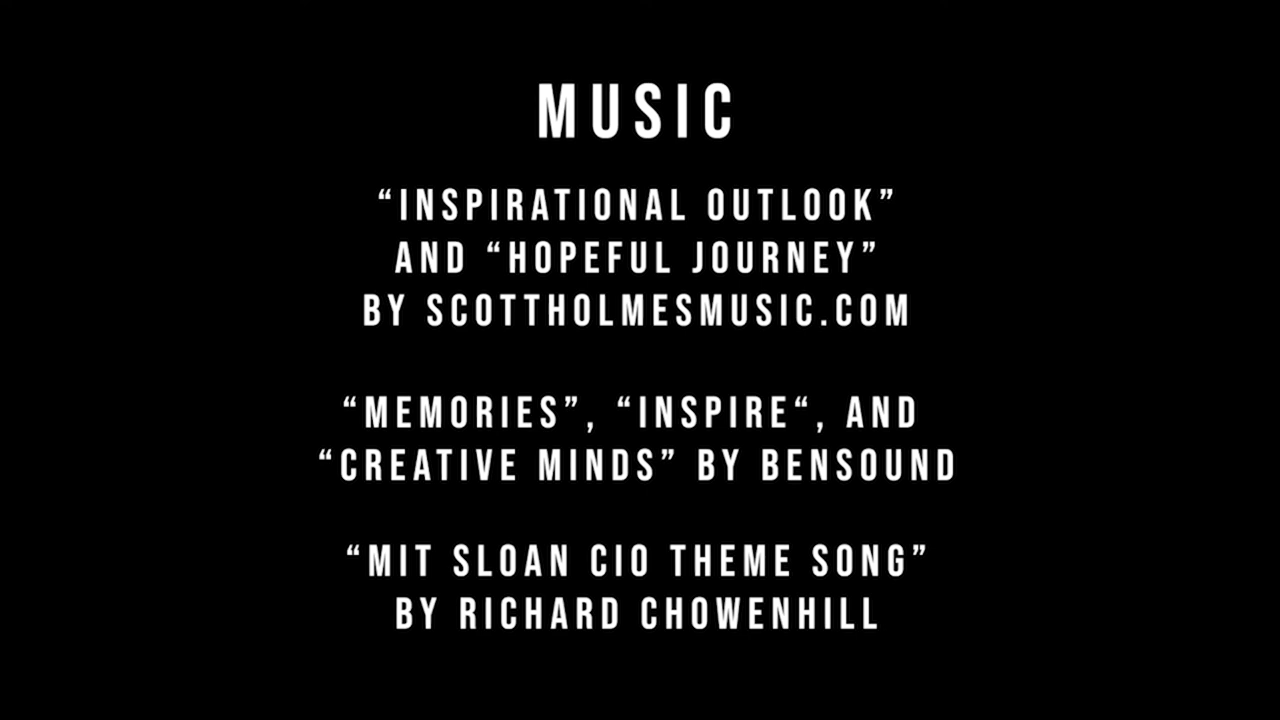 MUSIC
“INSPIRATIONAL OUTLOOK”
AND “HOPEFUL JOURNEY”
BY SCOTTHOLMESMUSIC.COM
“MEMORIES”, “INSPIRE“, AND
“CREATIVE MINDS” BY BENSOUND
“MIT SLOAN CIO THEME SONG”
BY RICHARD CHOWENHILL